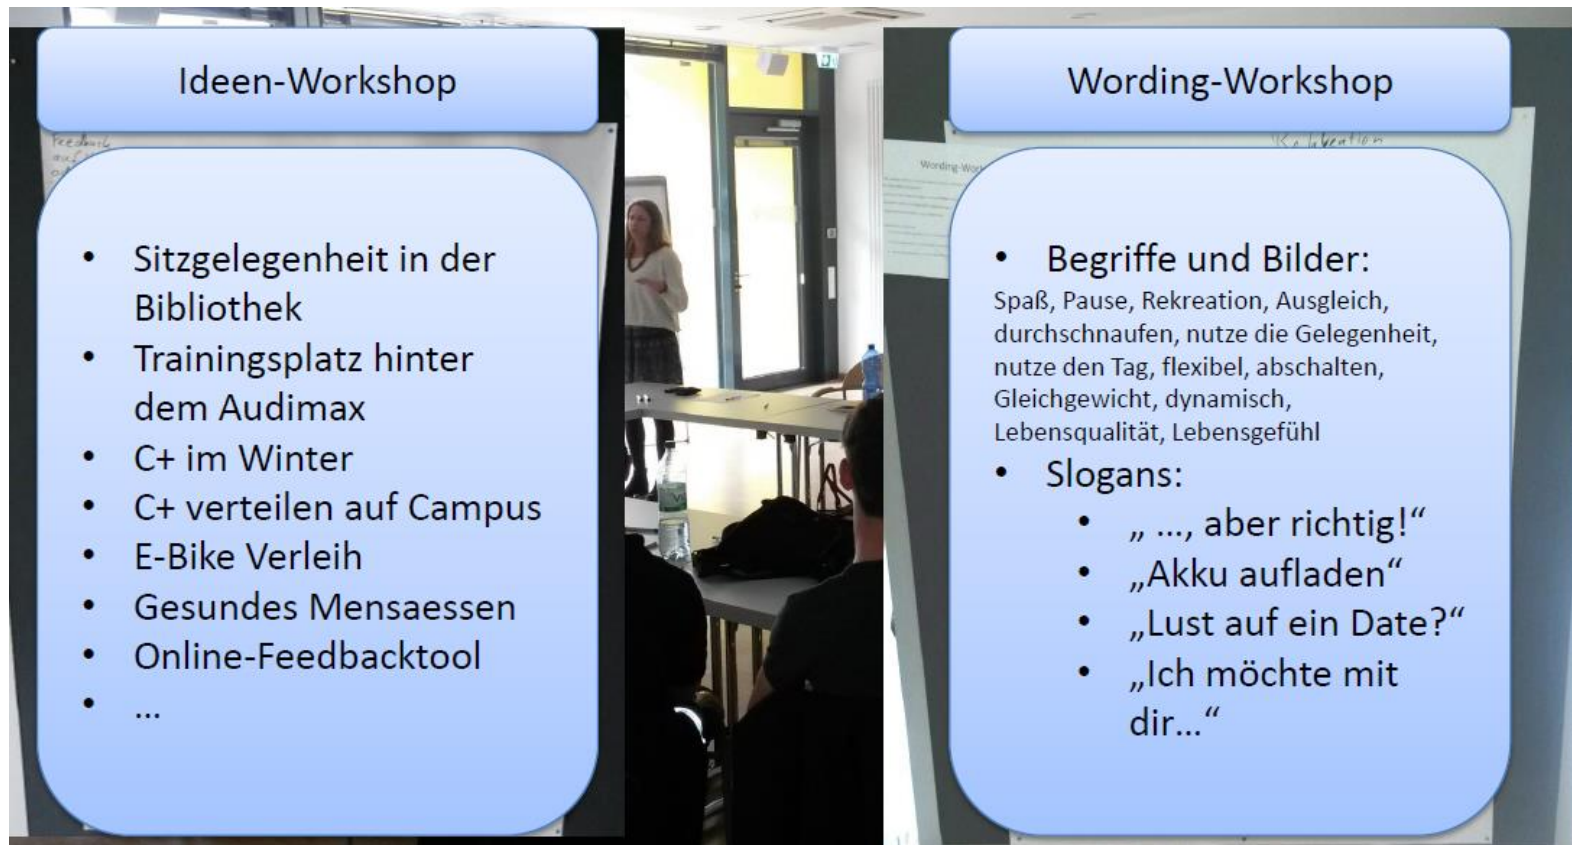 Ideen-Workshop
Feedback
• Sitzgelegenheit in der
Bibliothek
• Trainingsplatz hinter
dem Audimax
• C+ im Winter
• C+ verteilen auf Campus
• E-Bike Verleih
• Gesundes Mensaessen
• Online-Feedbacktool
• ...
Wording-Workshop
• Begriffe und Bilder:
Spaß, Pause, Rekreation, Ausgleich,
durchschnaufen, nutze die Gelegenheit,
nutze den Tag, flexibel, abschalten,
Gleichgewicht, dynamisch,
Lebensqualität, Lebensgefühl
• Slogans:
• „ ..., aber richtig!“
• „Akku aufladen“
• „Lust auf ein Date?“
• „Ich möchte mit
dir...“